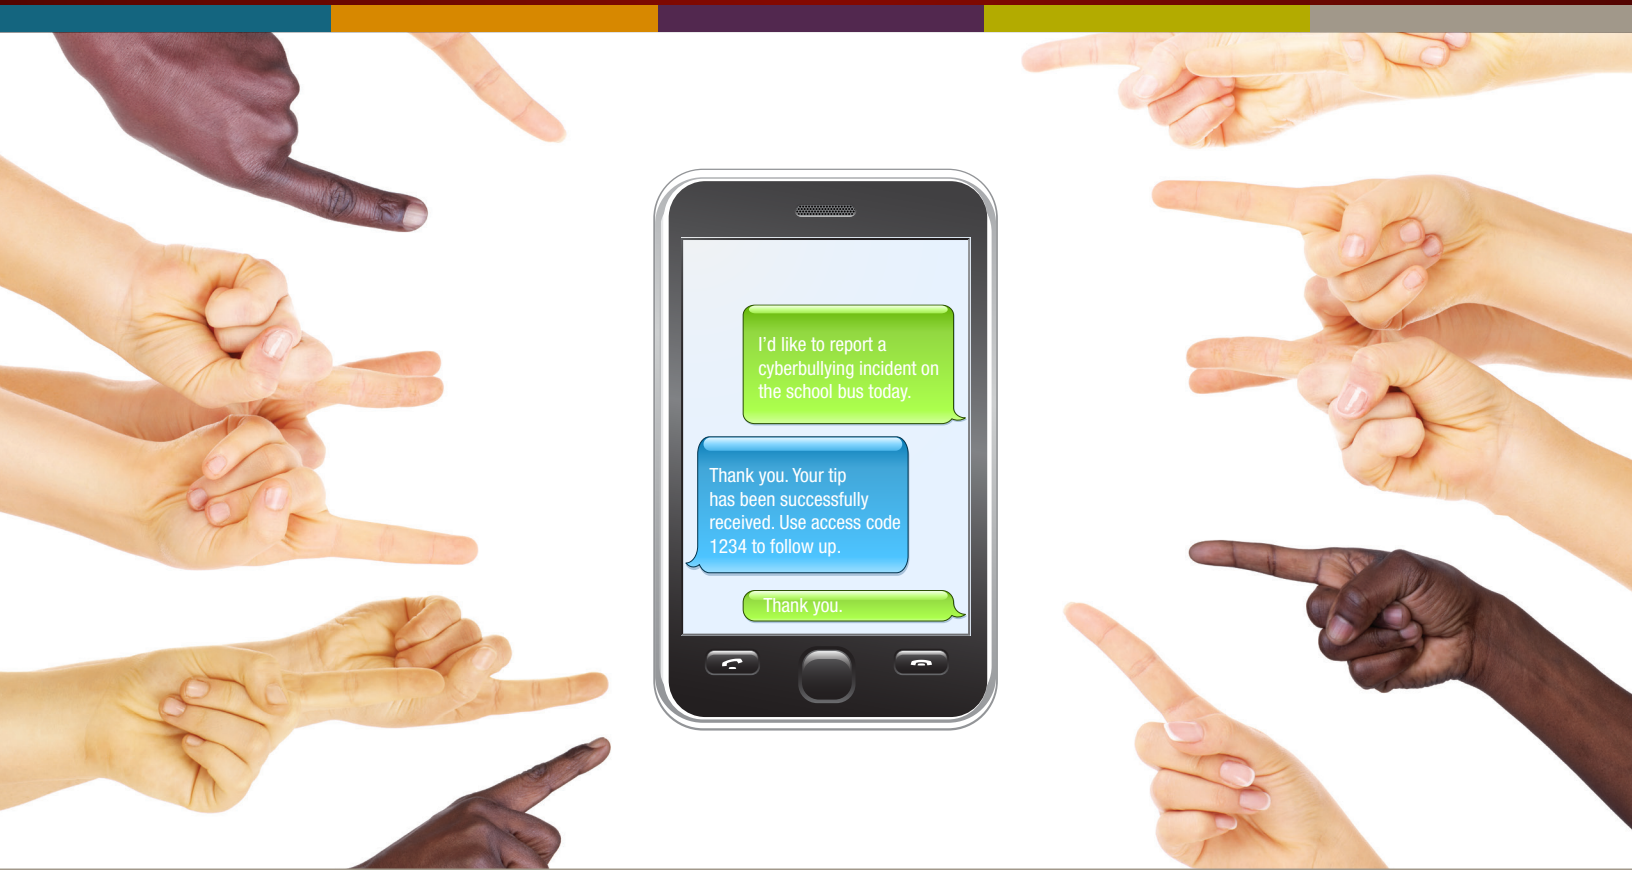 I’d like to report a
cyberbullying incident on
the school bus today.
Thank you. Your tip
has been successfully
received. Use access code
1234 to follow up.
Thank you.